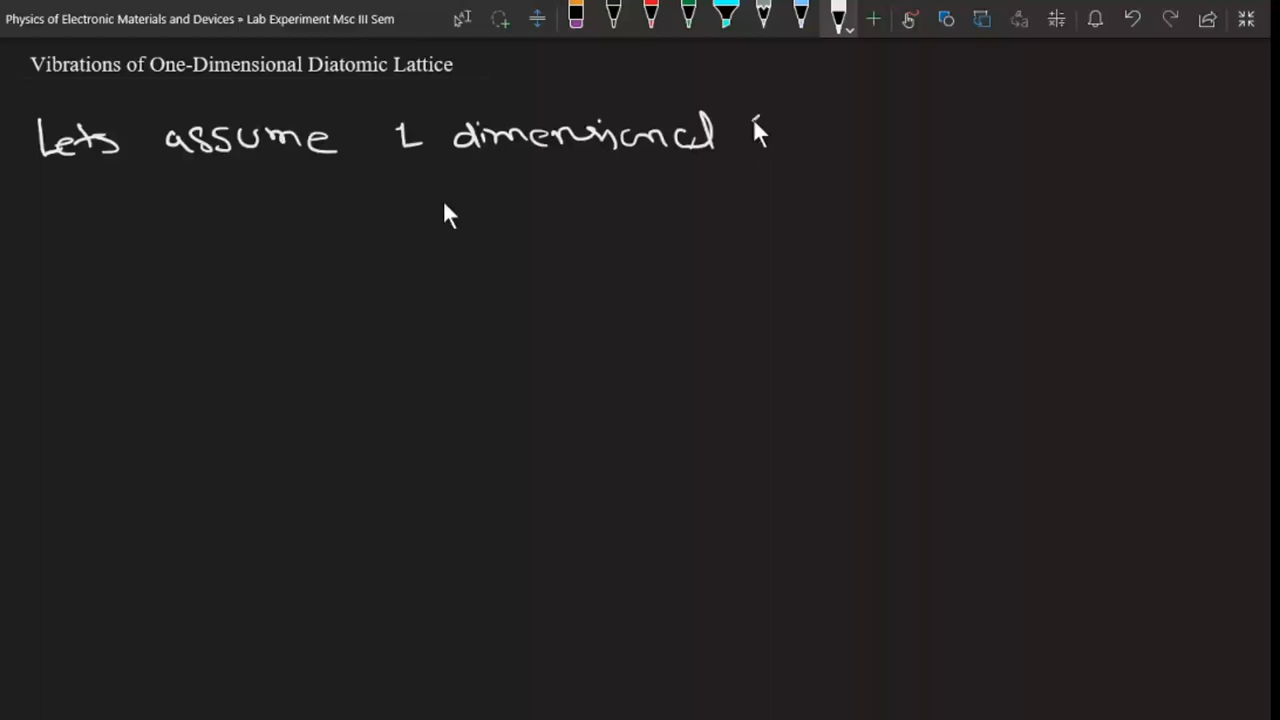 Physics of Electronic Materials and Devices » Lab Experiment Msc III Sem
Vibrations of One-Dimensional Diatomic Lattice
Lets assume 1 dimensional